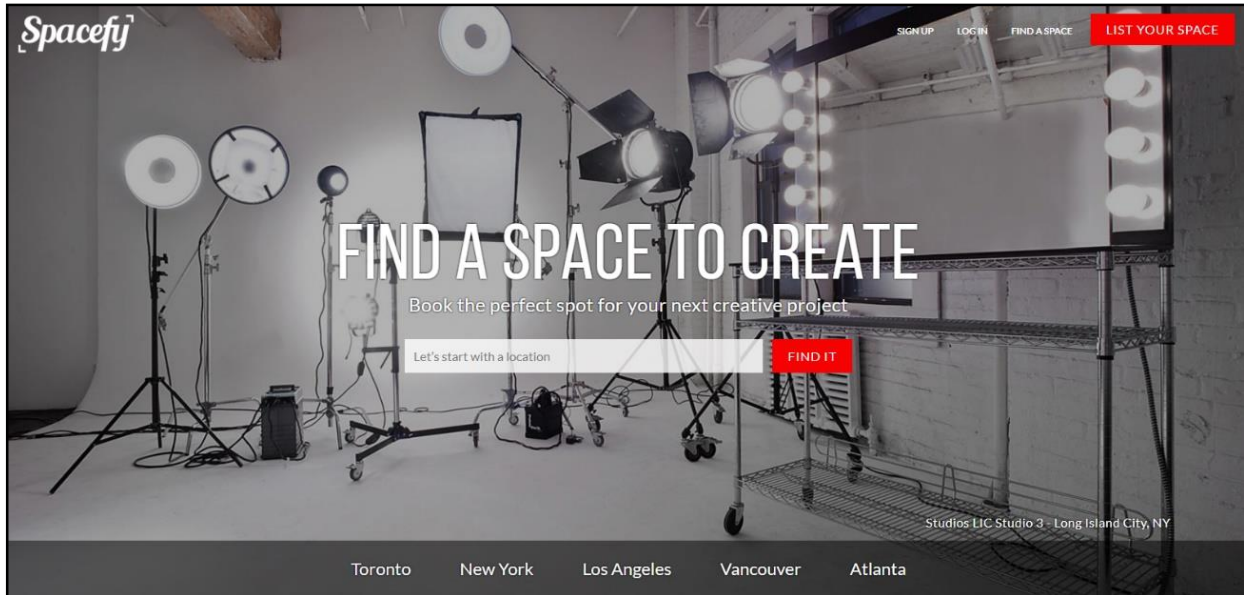 Spacefy
SIGN UP LOG IN FIND A SPACE LIST YOUR SPACE
FIND A SPACE TO CREATE
Book the perfect spot for your next creative project
Let's start with a location FIND IT
Studios LIC Studio 3 - Long Island City, NY
Toronto New York Los Angeles Vancouver Atlanta